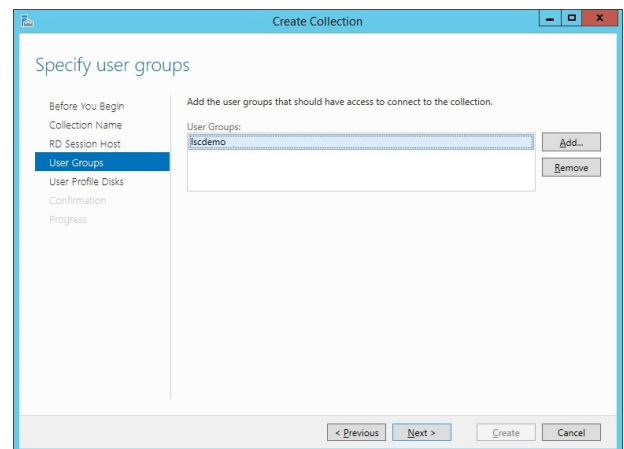 Create Collection
Specify user groups
Before You Begin
Collection Name
RD Session Host
User Groups
User Profile Disks
Confirmation
Progress
Add the user groups that should have access to connect to the collection.
User Groups:
lscdemo
Add...
Remove
< Previous
Next >
Create
Cancel